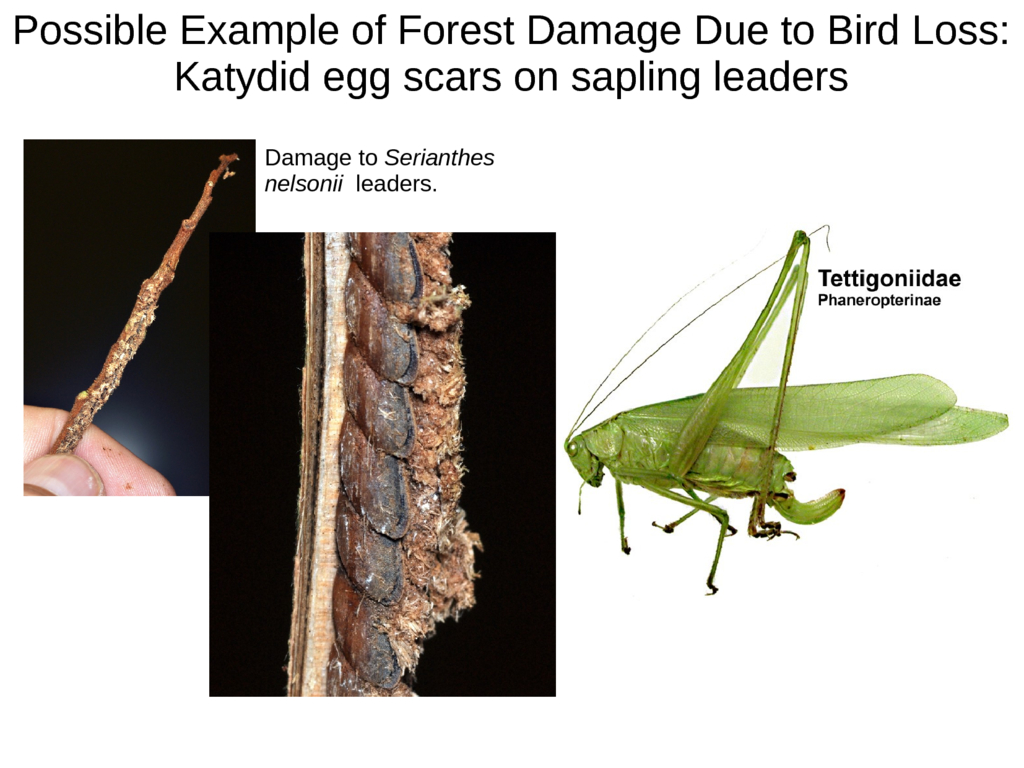 Possible Example of Forest Damage Due to Bird Loss:
Katydid egg scars on sapling leaders
Damage to Serianthes
nelsonii leaders.
Tettigoniidae
Phaneropterinae